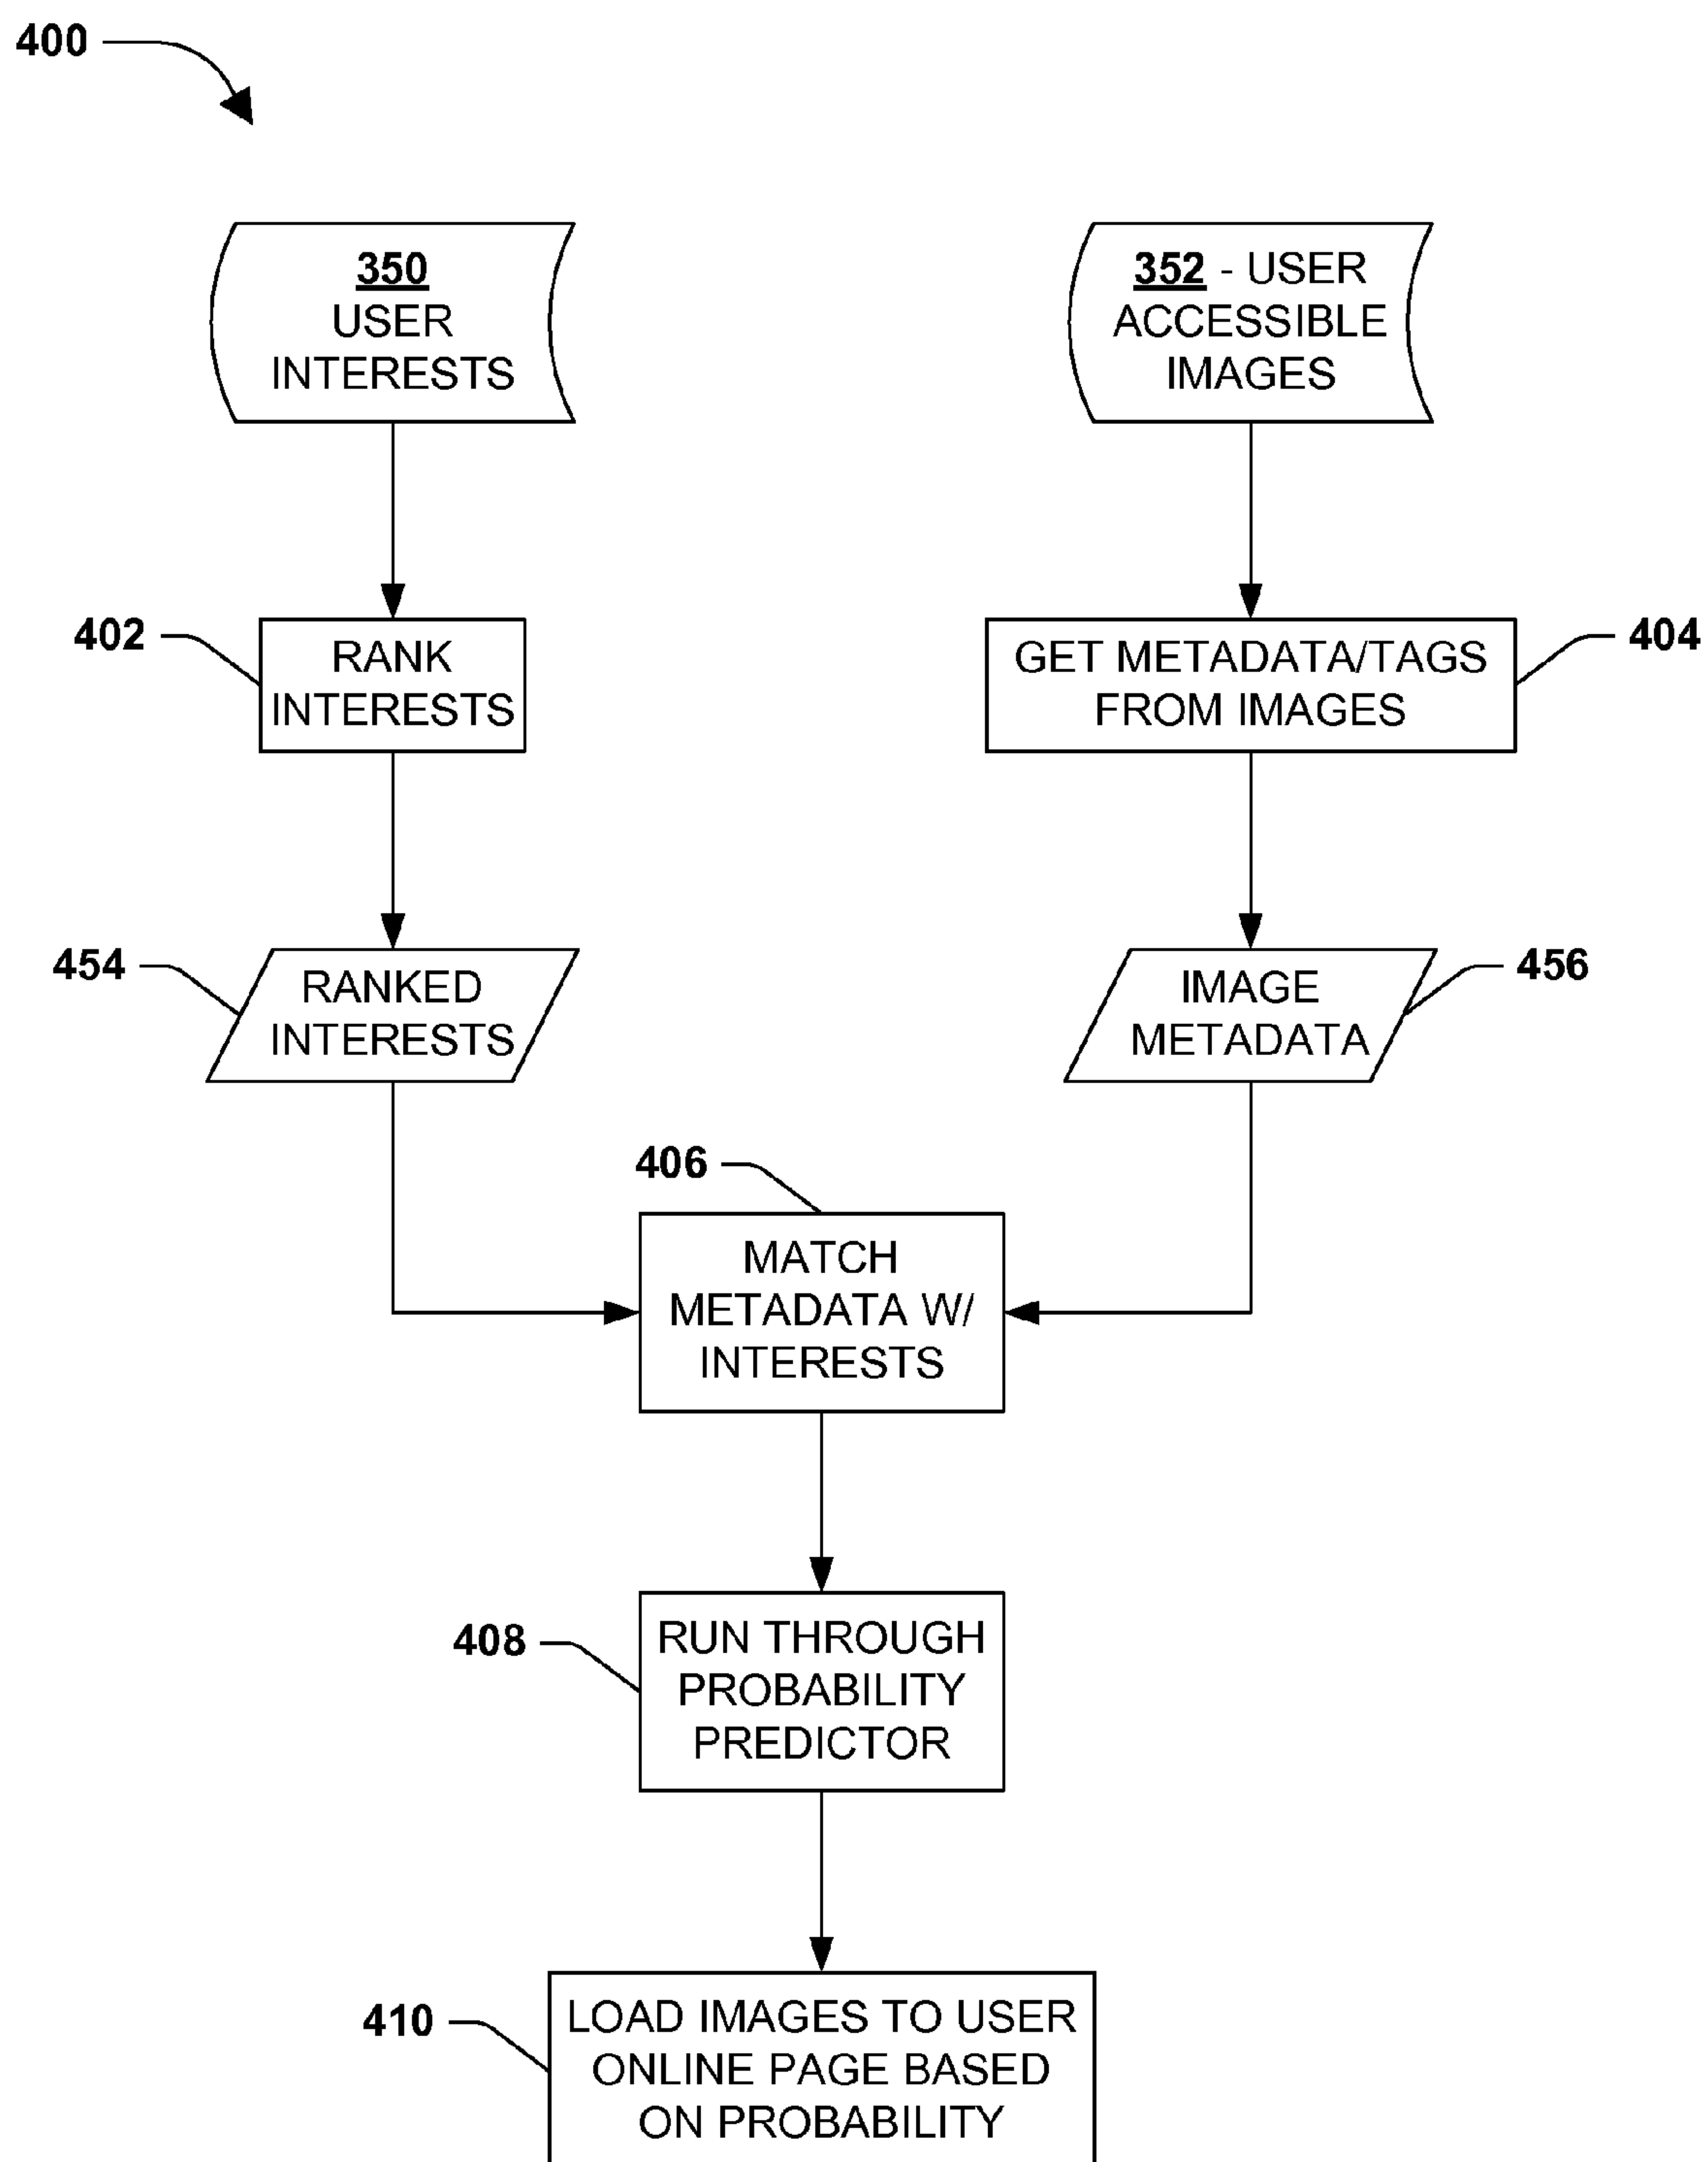 400
350
USER
INTERESTS
352 - USER
ACCESSIBLE
IMAGES
402
RANK
INTERESTS
GET METADATA/TAGS
FROM IMAGES
404
454
RANKED
INTERESTS
IMAGE
METADATA
456
406
MATCH
METADATA W/
INTERESTS
408
RUN THROUGH
PROBABILITY
PREDICTOR
410
LOAD IMAGES TO USER
ONLINE PAGE BASED
ON PROBABILITY